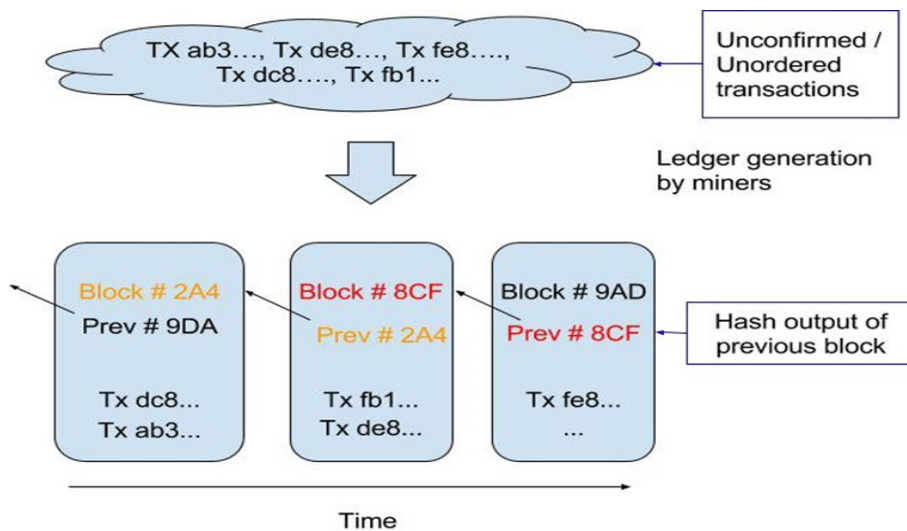 TX ab3…, Tx de8…, Tx fe8….,
Tx dc8…., Tx fb1...
Unconfirmed /
Unordered
transactions
Ledger generation
by miners
Block # 2A4
Prev # 9DA
Tx dc8...
Tx ab3...
Block # 8CF
Prev # 2A4
Tx fb1...
Tx de8...
Block # 9AD
Prev # 8CF
Tx fe8...
...
Hash output of
previous block
Time